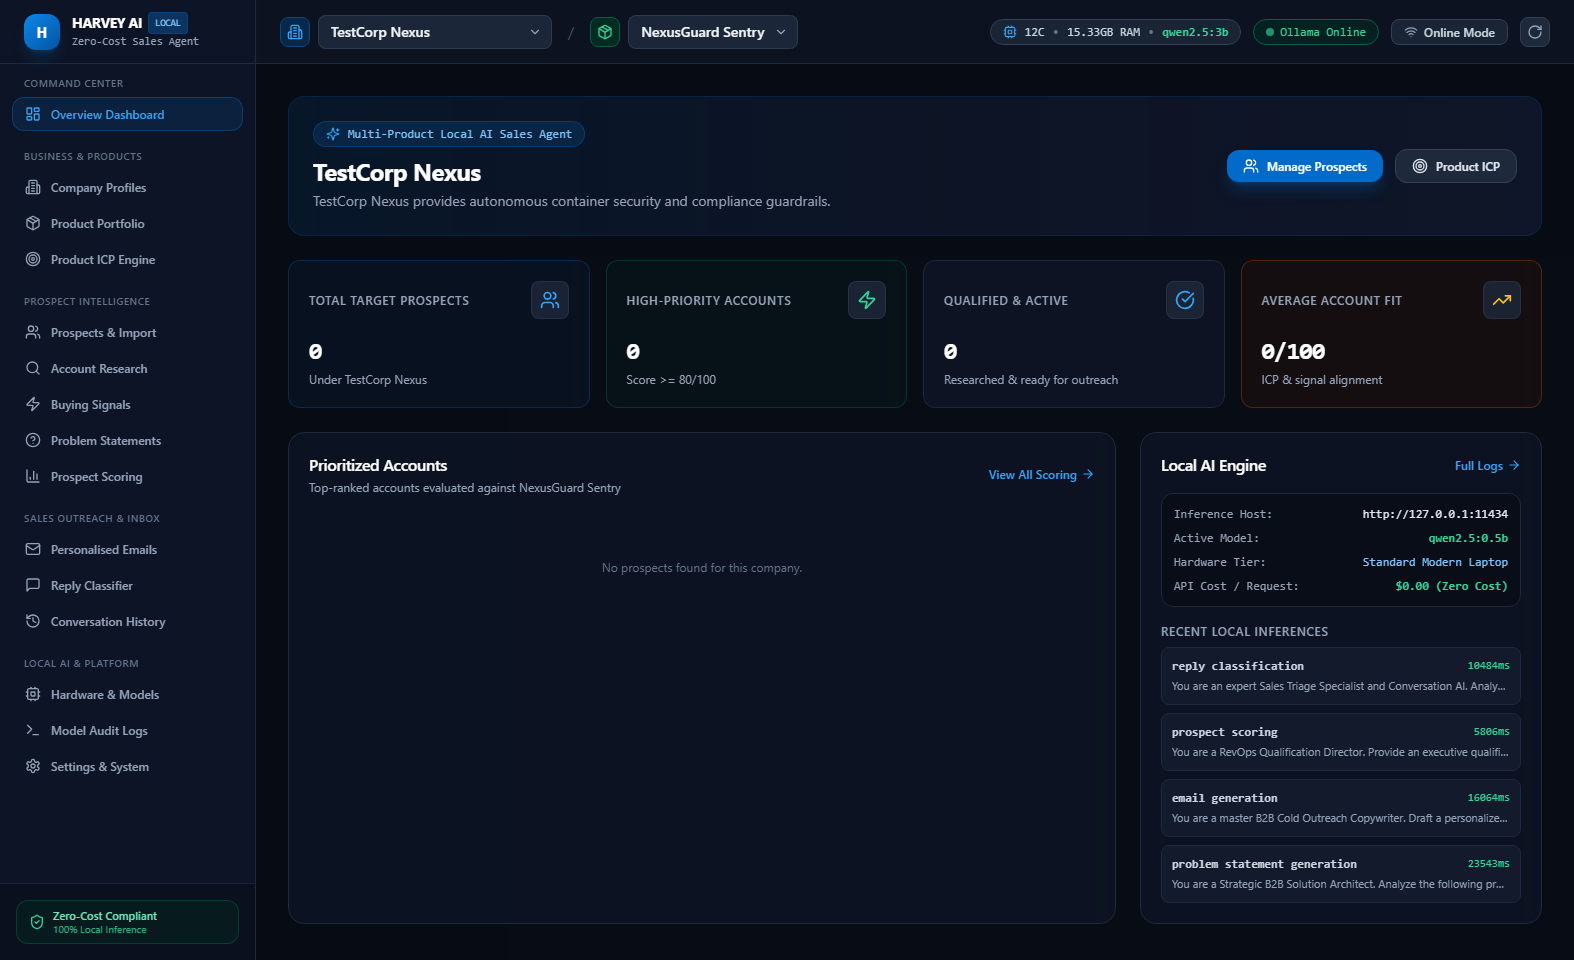 H
HARVEY AI LOCAL
Zero-Cost Sales Agent
TestCorp Nexus
/
NexusGuard Sentry
12C • 15.33GB RAM • qwen2.5:3b
Ollama Online
Online Mode
COMMAND CENTER
Overview Dashboard
BUSINESS & PRODUCTS
Company Profiles
Product Portfolio
Product ICP Engine
PROSPECT INTELLIGENCE
Prospects & Import
Account Research
Buying Signals
Problem Statements
Prospect Scoring
SALES OUTREACH & INBOX
Personalised Emails
Reply Classifier
Conversation History
LOCAL AI & PLATFORM
Hardware & Models
Model Audit Logs
Settings & System
Zero-Cost Compliant
100% Local Inference
Multi-Product Local AI Sales Agent
TestCorp Nexus
TestCorp Nexus provides autonomous container security and compliance guardrails.
Manage Prospects
Product ICP
TOTAL TARGET PROSPECTS
0
Under TestCorp Nexus
HIGH-PRIORITY ACCOUNTS
0
Score >= 80/100
QUALIFIED & ACTIVE
0
Researched & ready for outreach
AVERAGE ACCOUNT FIT
0/100
ICP & signal alignment
Prioritized Accounts
Top-ranked accounts evaluated against NexusGuard Sentry
View All Scoring →
No prospects found for this company.
Local AI Engine
Full Logs →
Inference Host: http://127.0.0.1:11434
Active Model: qwen2.5:0.5b
Hardware Tier: Standard Modern Laptop
API Cost / Request: $0.00 (Zero Cost)
RECENT LOCAL INFERENCES
reply classification 10484ms
You are an expert Sales Triage Specialist and Conversation AI. Analy...
prospect scoring 5806ms
You are a RevOps Qualification Director. Provide an executive qualifi...
email generation 16064ms
You are a master B2B Cold Outreach Copywriter. Draft a personalize...
problem statement generation 23543ms
You are a Strategic B2B Solution Architect. Analyze the following pr...